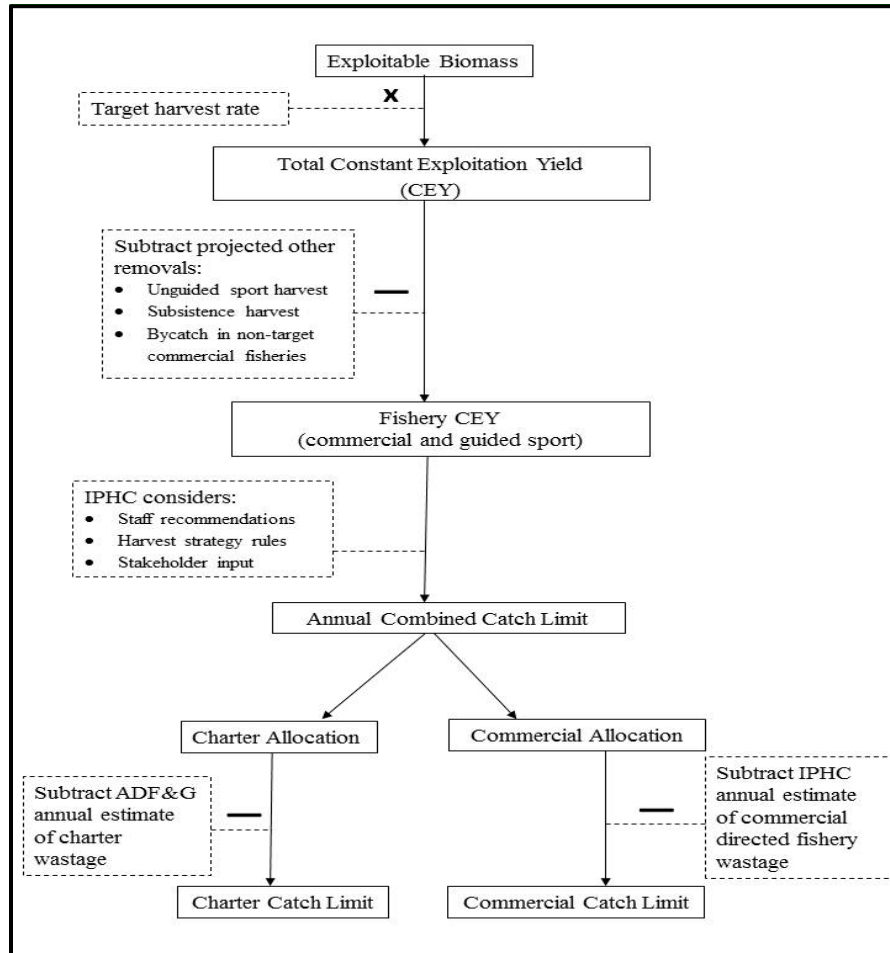 Exploitable Biomass
x
Target harvest rate
Total Constant Exploitation Yield
(CEY)
Subtract projected other
removals:
• Unguided sport harvest
• Subsistence harvest
• Bycatch in non-target
commercial fisheries
Fishery CEY
(commercial and guided sport)
IPHC considers:
• Staff recommendations
• Harvest strategy rules
• Stakeholder input
Annual Combined Catch Limit
Charter Allocation
Commercial Allocation
Subtract ADF&G
annual estimate
of charter
wastage
Subtract IPHC
annual estimate
of commercial
directed fishery
wastage
Charter Catch Limit
Commercial Catch Limit